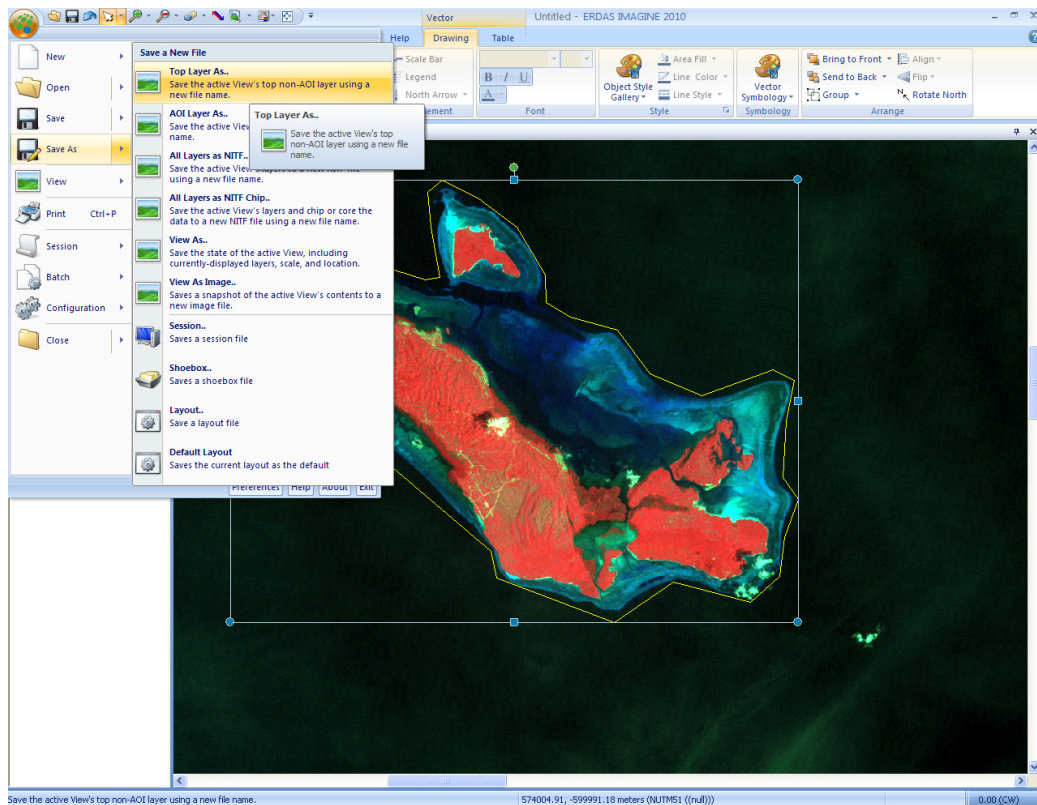 Vector
Untitled - ERDAS IMAGINE 2010
Help
Drawing
Table
Scale Bar
Legend
North Arrow
B I U
A
Font
Object Style
Gallery
Area Fill
Line Color
Line Style
Style
Vector
Symbology
Symbology
Bring to Front
Send to Back
Group
Align
Flip
Rotate North
Arrange
New
Open
Save
Save As
View
Print Ctrl+P
Session
Batch
Configuration
Close
Save a New File
Top Layer As..
Save the active View's top non-AOI layer using a
new file name.
AOI Layer As..
Save the active View
name.
All Layers as NITF..
Save the active View's layers to a new NITF file
using a new file name.
All Layers as NITF Chip..
Save the active View's layers and chip or core the
data to a new NITF file using a new file name.
View As..
Save the state of the active View, including
currently-displayed layers, scale, and location.
View As Image..
Saves a snapshot of the active View's contents to a
new image file.
Session..
Saves a session file
Shoebox..
Saves a shoebox file
Layout..
Save a layout file
Default Layout
Saves the current layout as the default
Top Layer As..
Save the active View's top
non-AOI layer using a new file
name.
Preferences Help About Exit
Save the active View's top non-AOI layer using a new file name.
574004.91, -599991.18 meters (NUTM51 ((null)))
0.00 (CW)